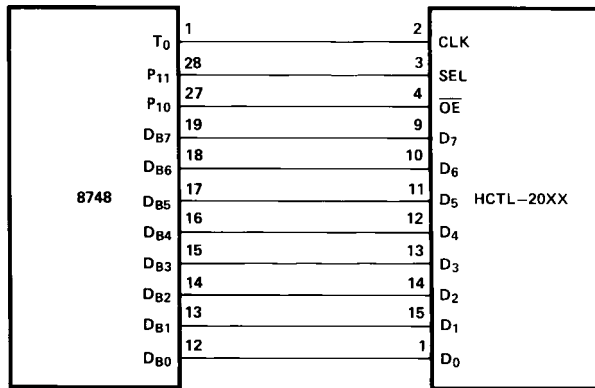 T0 1 2 CLK
P11 28 3 SEL
P10 27 4 OE
DB7 19 9 D7
DB6 18 10 D6
8748 DB5 17 11 D5 HCTL–20XX
DB4 16 12 D4
DB3 15 13 D3
DB2 14 14 D2
DB1 13 15 D1
DB0 12 1 D0